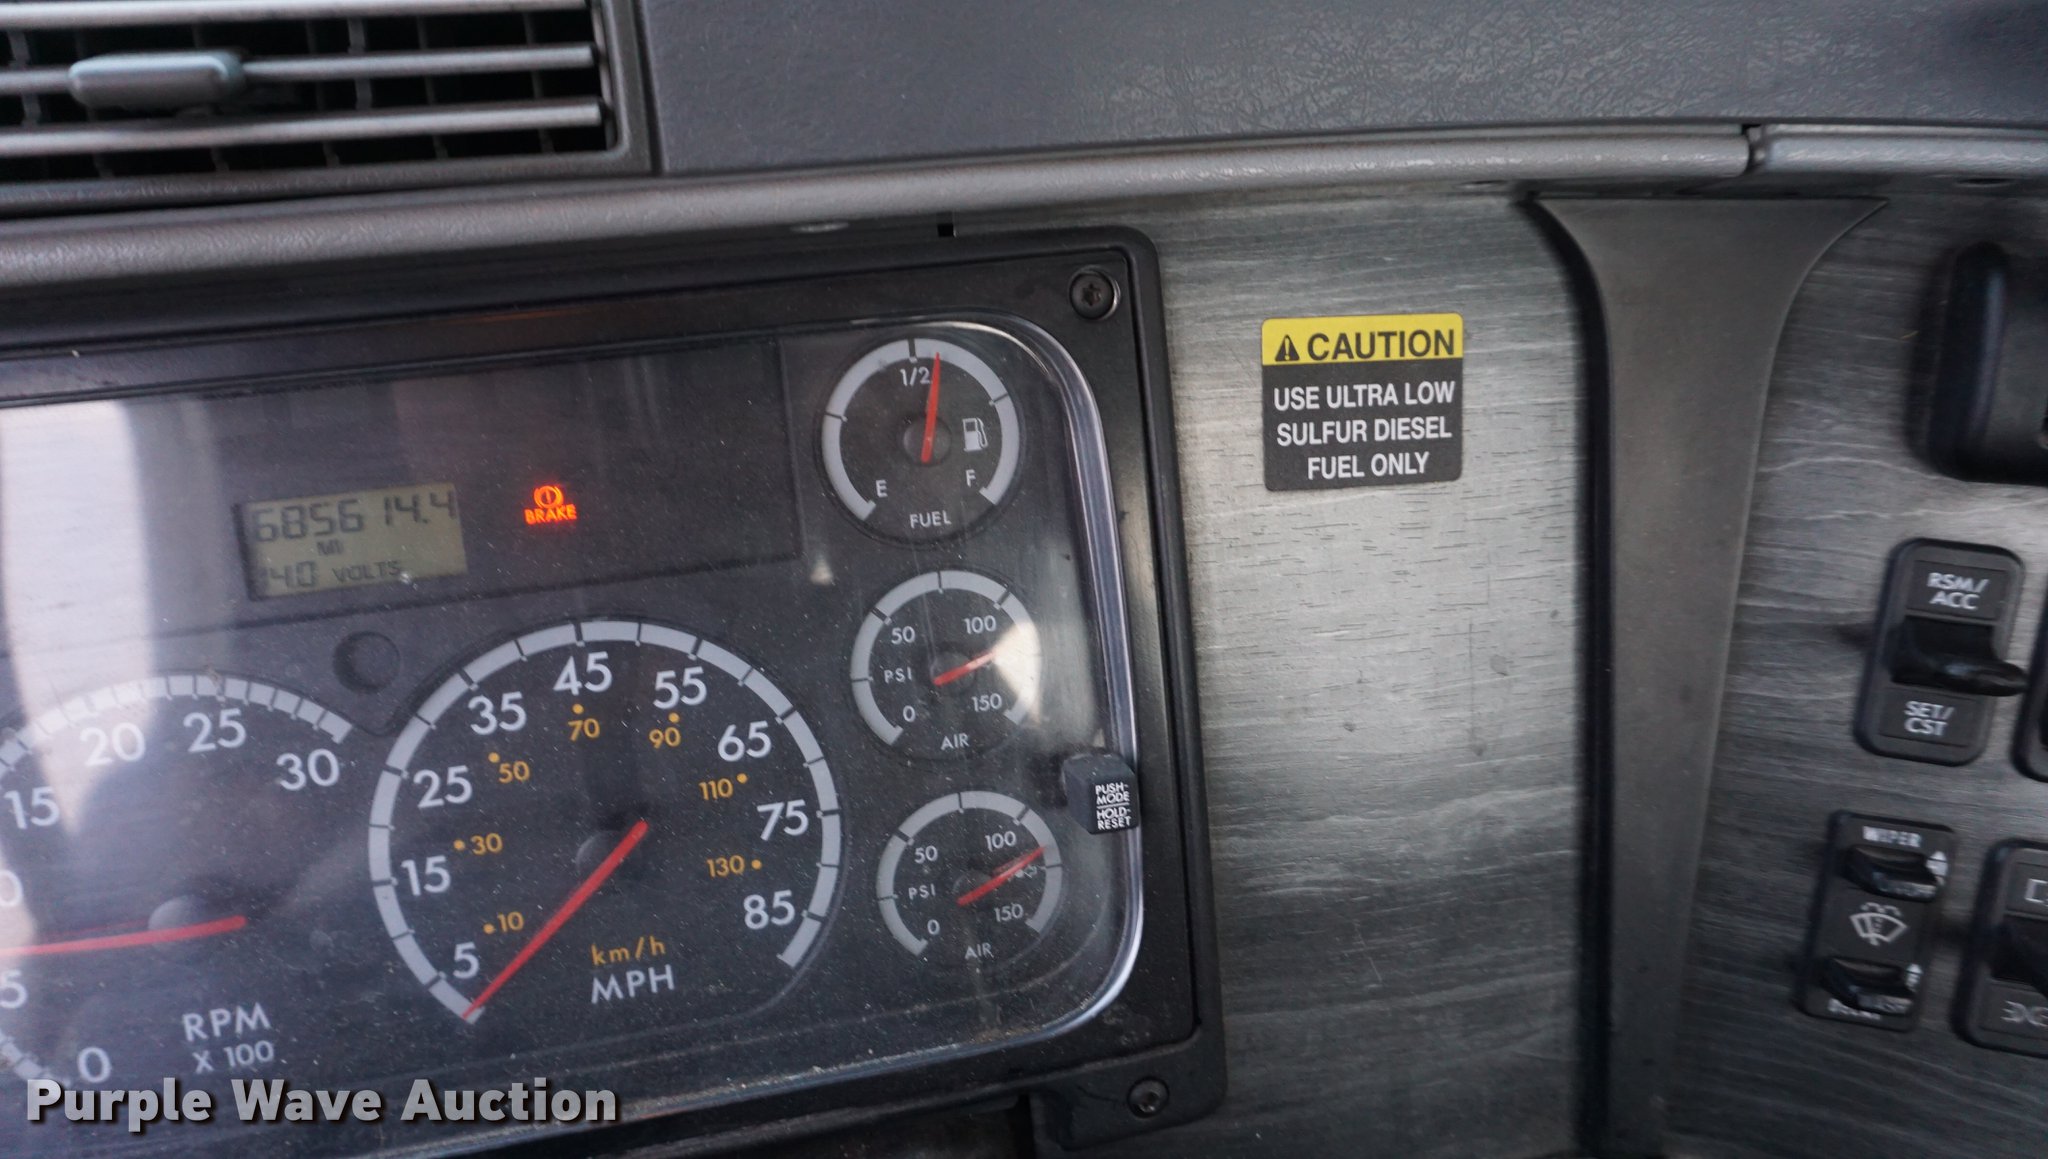 685614.4
MI
14.0 VOLTS
BRAKE
1/2
E
F
FUEL
CAUTION
USE ULTRA LOW
SULFUR DIESEL
FUEL ONLY
50
100
PSI
0
150
AIR
50
100
PSI
0
150
AIR
PUSH-
MODE
HOLD-
RESET
0
5
15
20
25
30
RPM
X 100
5
15
25
35
45
55
65
75
85
10
30
50
70
90
110
130
km/h
MPH
RSM/
ACC
SET/
CST
WIPER
Purple Wave Auction